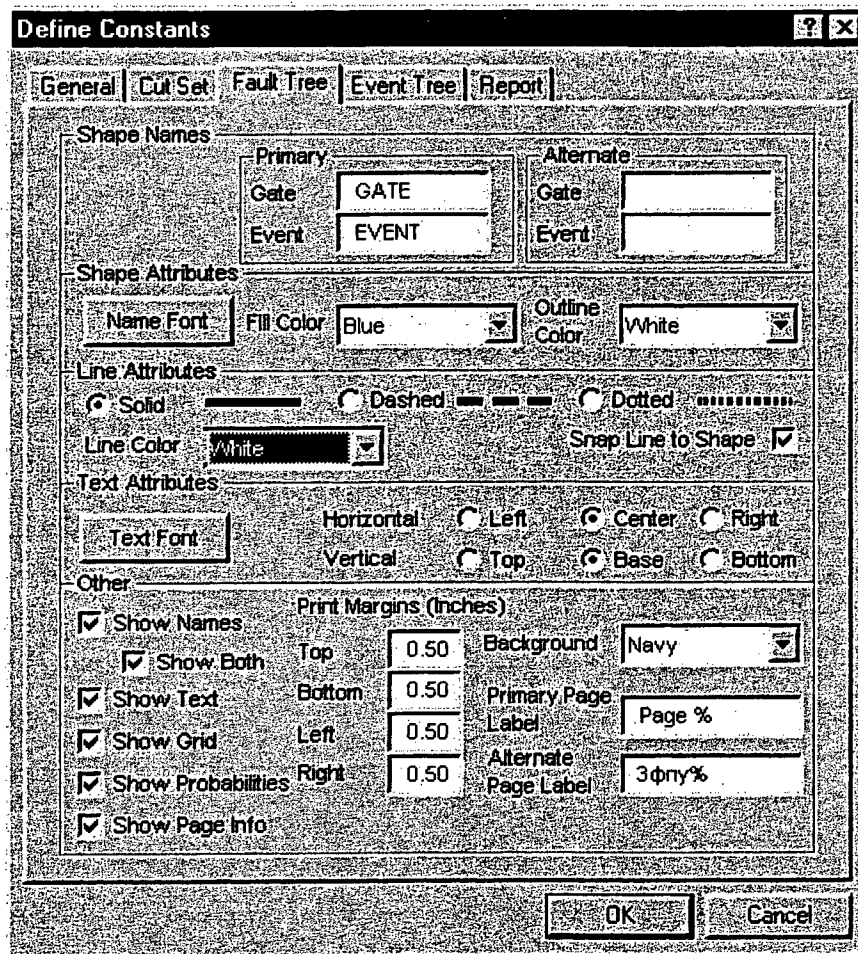 Define Constants
General Cut Set Fault Tree Event Tree Report
Shape Names
Primary Alternate
Gate GATE Gate
Event EVENT Event
Shape Attributes
Name Font Fill Color Blue Outline Color White
Line Attributes
Solid Dashed Dotted
Line Color White Snap Line to Shape
Text Attributes
Text Font
Horizontal Left Center Right
Vertical Top Base Bottom
Other
Print Margins (Inches)
Show Names
Show Both
Show Text
Show Grid
Show Probabilities
Show Page Info
Top 0.50
Bottom 0.50
Left 0.50
Right 0.50
Background Navy
Primary Page Label Page %
Alternate Page Label Зфпу%
OK Cancel